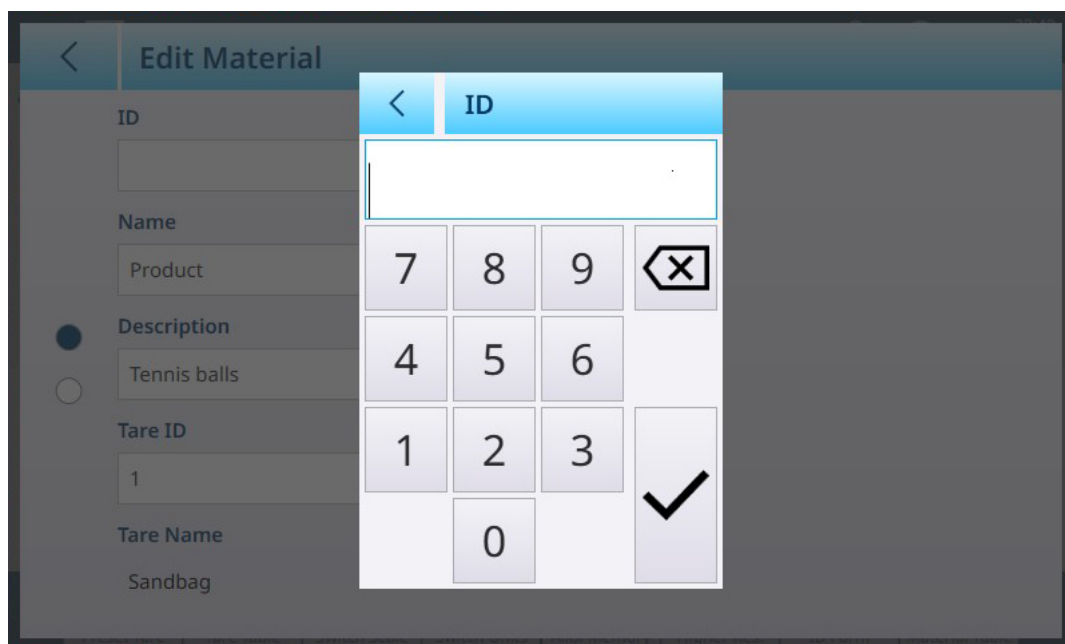 Edit Material
ID
Name
Product
Description
Tennis balls
Tare ID
1
Tare Name
Sandbag
ID
7 8 9
4 5 6
1 2 3
0